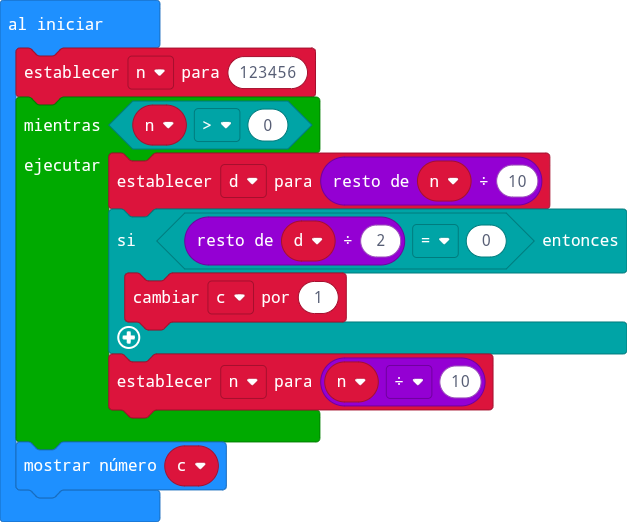 al iniciar
establecer n para 123456
mientras n > 0
ejecutar
establecer d para resto de n ÷ 10
si resto de d ÷ 2 = 0 entonces
cambiar c por 1
establecer n para n ÷ 10
mostrar número c